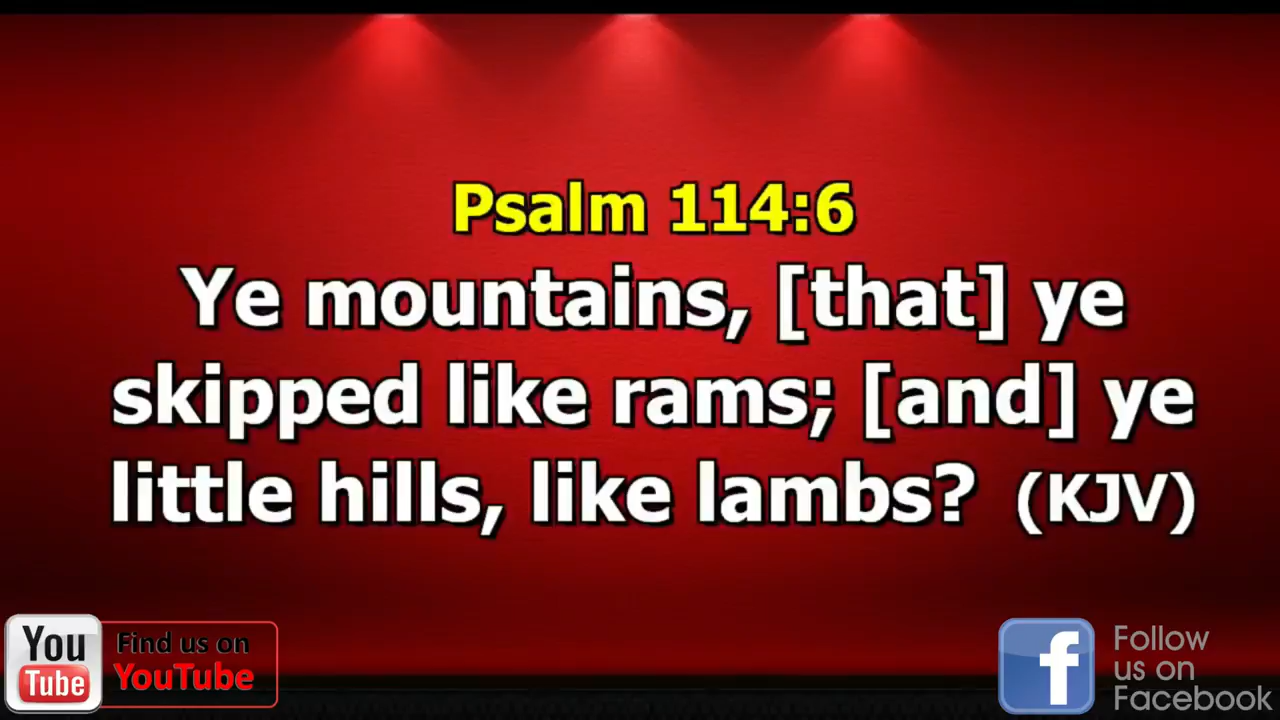 Psalm 114:6
Ye mountains, [that] ye
skipped like rams; [and] ye
little hills, like lambs? (KJV)
You
Tube
Find us on
YouTube
f
Follow
us on
Facebook